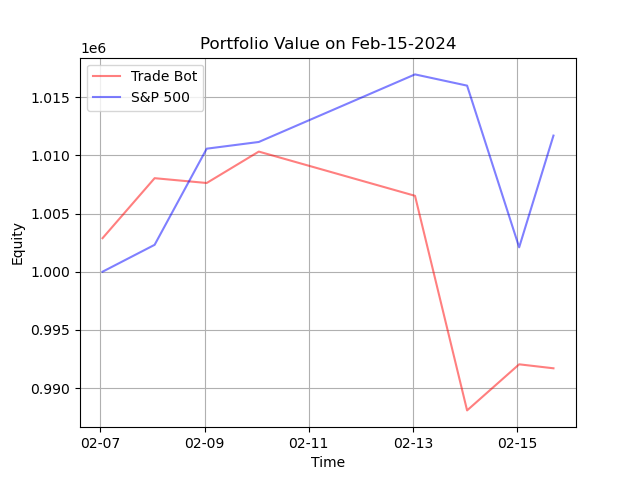 Portfolio Value on Feb-15-2024
1e6
Trade Bot
S&P 500
1.015
1.010
1.005
1.000
0.995
0.990
Equity
02-07 02-09 02-11 02-13 02-15
Time